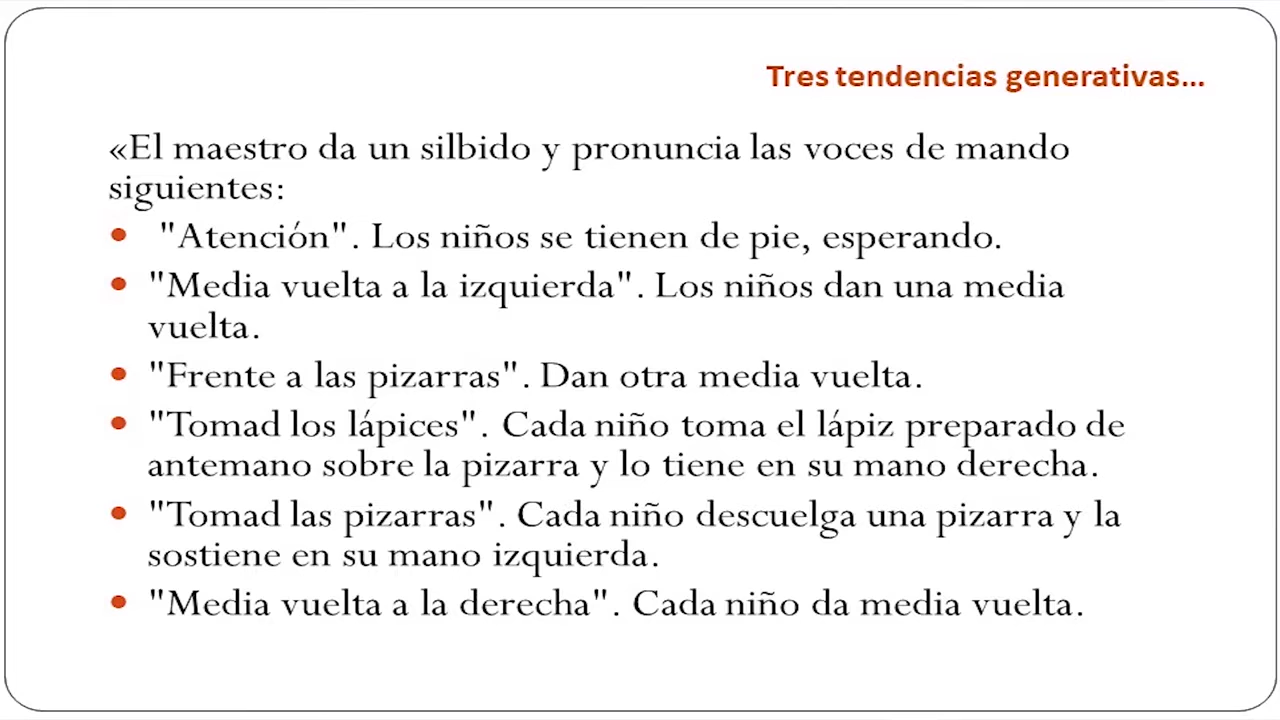 Tres tendencias generativas...
«El maestro da un silbido y pronuncia las voces de mando
siguientes:
• "Atención". Los niños se tienen de pie, esperando.
• "Media vuelta a la izquierda". Los niños dan una media
vuelta.
• "Frente a las pizarras". Dan otra media vuelta.
• "Tomad los lápices". Cada niño toma el lápiz preparado de
antemano sobre la pizarra y lo tiene en su mano derecha.
• "Tomad las pizarras". Cada niño descuelga una pizarra y la
sostiene en su mano izquierda.
• "Media vuelta a la derecha". Cada niño da media vuelta.